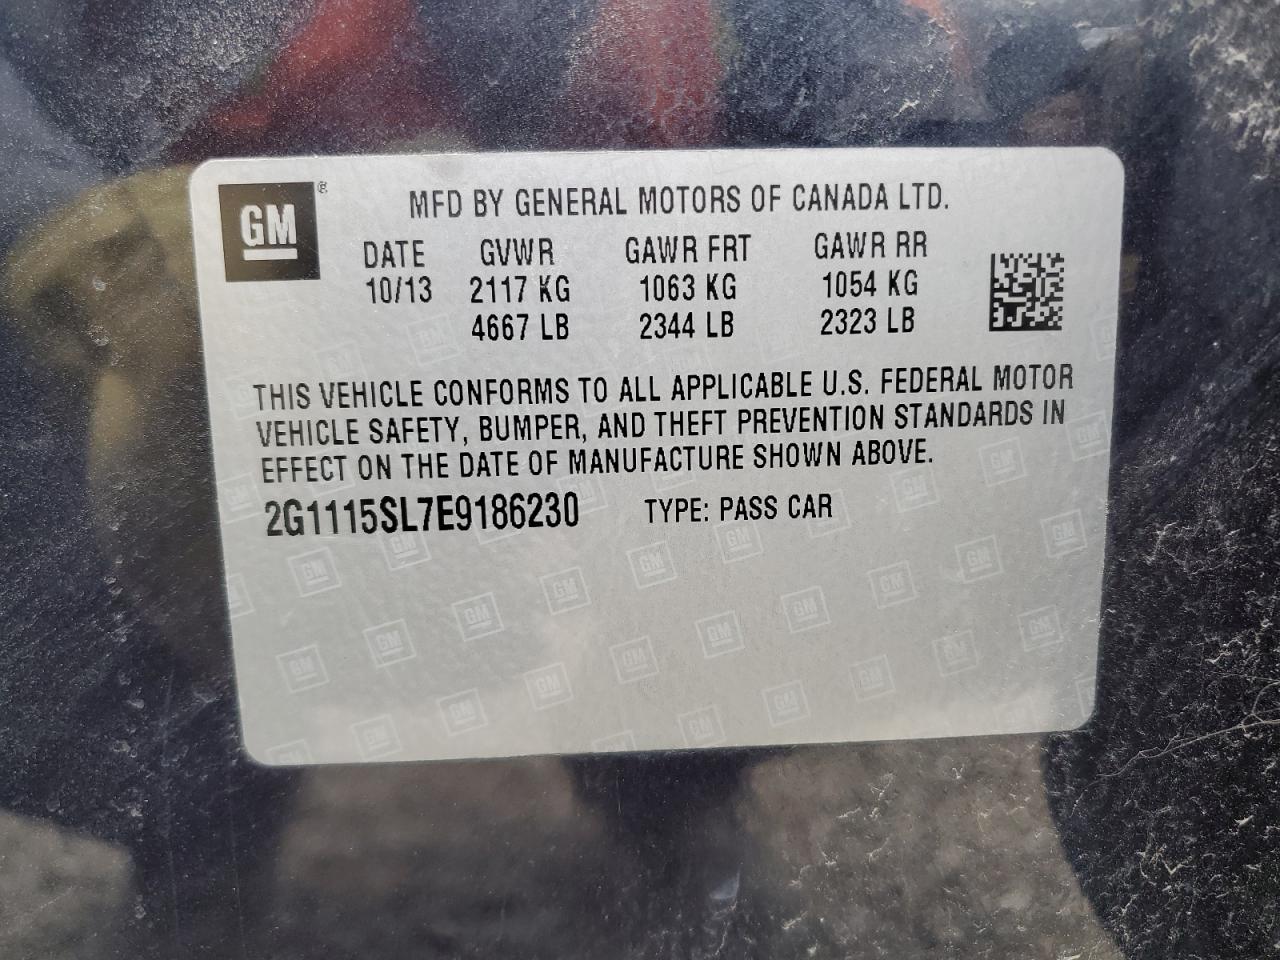 GM ®
MFD BY GENERAL MOTORS OF CANADA LTD.
DATE GVWR GAWR FRT GAWR RR
10/13 2117 KG 1063 KG 1054 KG
4667 LB 2344 LB 2323 LB
THIS VEHICLE CONFORMS TO ALL APPLICABLE U.S. FEDERAL MOTOR
VEHICLE SAFETY, BUMPER, AND THEFT PREVENTION STANDARDS IN
EFFECT ON THE DATE OF MANUFACTURE SHOWN ABOVE.
2G1115SL7E9186230 TYPE: PASS CAR